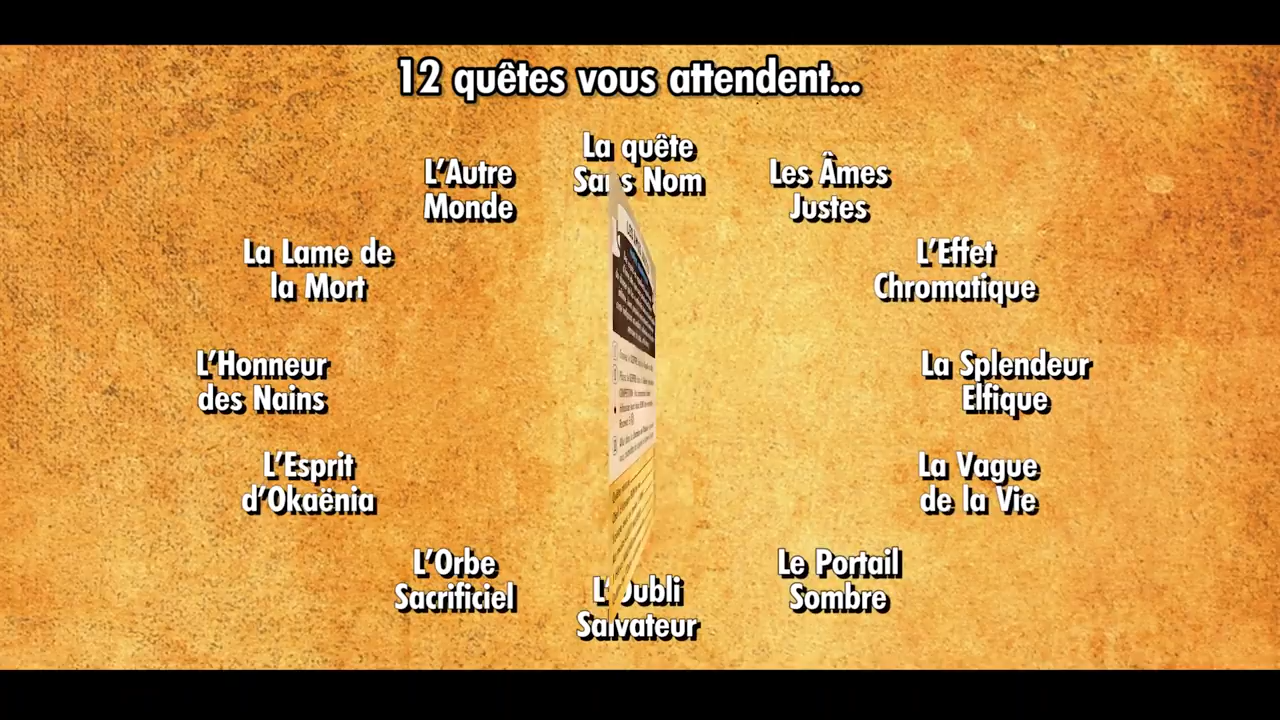 12 quêtes vous attendent...
La quête
Sans Nom
Les Âmes
Justes
L'Effet
Chromatique
La Splendeur
Elfique
La Vague
de la Vie
Le Portail
Sombre
L'Oubli
Salvateur
L'Orbe
Sacrificiel
L'Esprit
d'Okaënia
L'Honneur
des Nains
La Lame de
la Mort
L'Autre
Monde